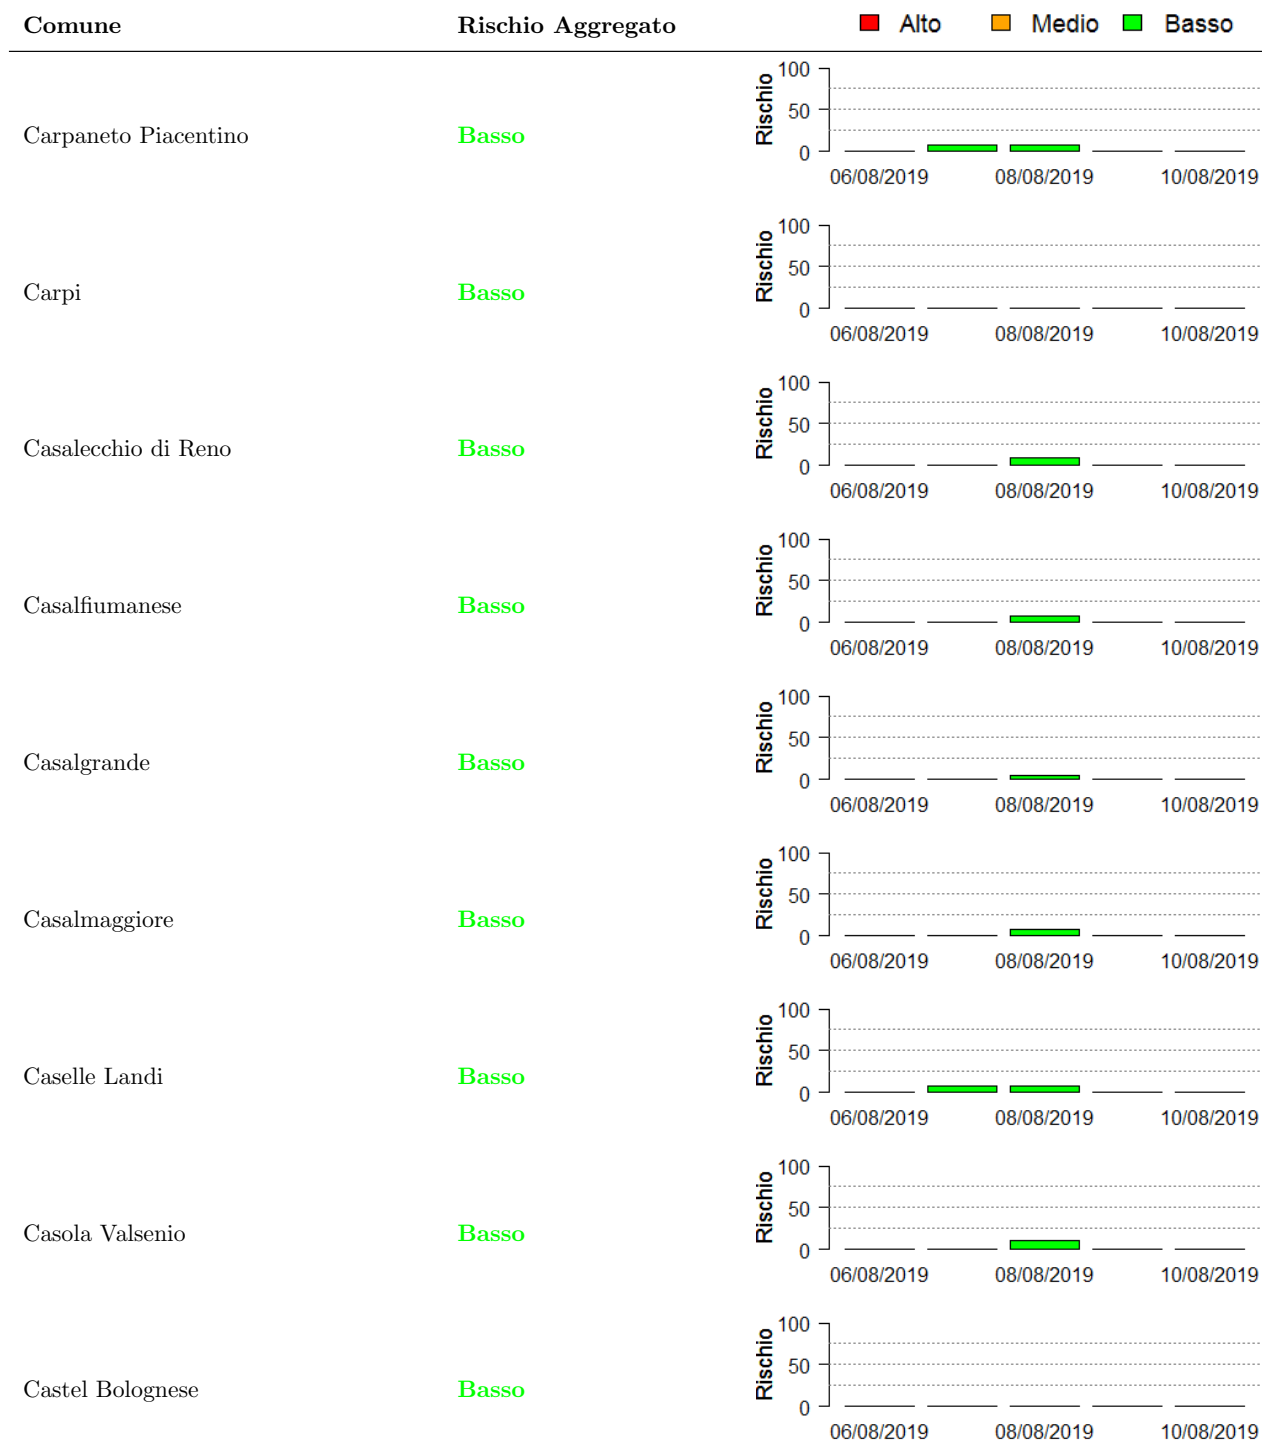 Comune Rischio Aggregato Alto Medio Basso
Carpaneto Piacentino Basso
Rischio
100
50
0
06/08/2019 08/08/2019 10/08/2019
Carpi Basso
Rischio
100
50
0
06/08/2019 08/08/2019 10/08/2019
Casalecchio di Reno Basso
Rischio
100
50
0
06/08/2019 08/08/2019 10/08/2019
Casalfiumanese Basso
Rischio
100
50
0
06/08/2019 08/08/2019 10/08/2019
Casalgrande Basso
Rischio
100
50
0
06/08/2019 08/08/2019 10/08/2019
Casalmaggiore Basso
Rischio
100
50
0
06/08/2019 08/08/2019 10/08/2019
Caselle Landi Basso
Rischio
100
50
0
06/08/2019 08/08/2019 10/08/2019
Casola Valsenio Basso
Rischio
100
50
0
06/08/2019 08/08/2019 10/08/2019
Castel Bolognese Basso
Rischio
100
50
0
06/08/2019 08/08/2019 10/08/2019